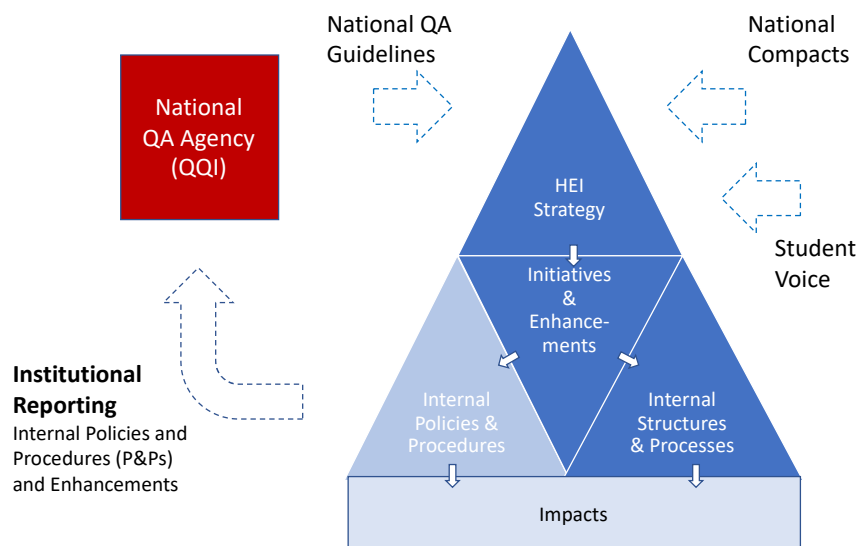 National QA
Guidelines
National
Compacts
National
QA Agency
(QQI)
HEI
Strategy
Student
Voice
Initiatives
&
Enhance-
ments
Institutional
Reporting
Internal Policies and
Procedures (P&Ps)
and Enhancements
Internal
Policies &
Procedures
Internal
Structures
& Processes
Impacts